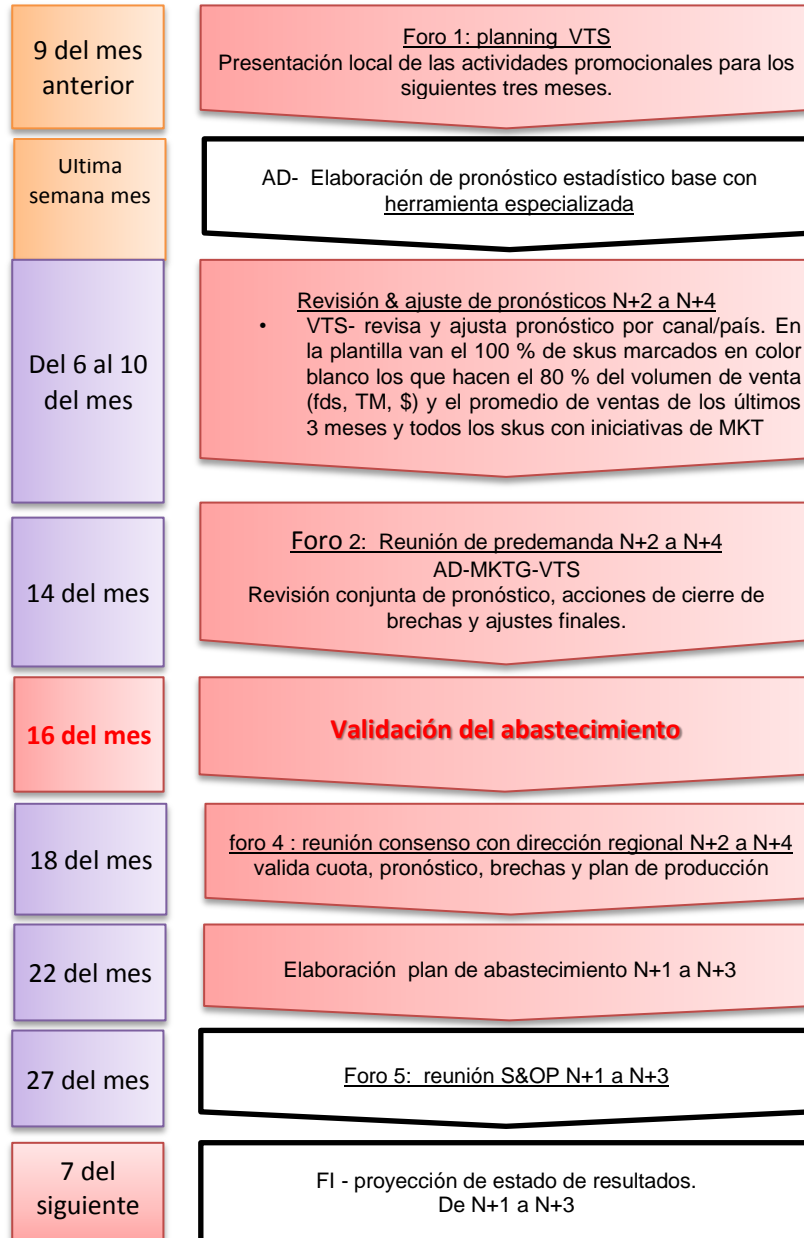 9 del mes
anterior
Foro 1: planning VTS
Presentación local de las actividades promocionales para los
siguientes tres meses.
Ultima
semana mes
AD- Elaboración de pronóstico estadístico base con
herramienta especializada
Del 6 al 10
del mes
Revisión & ajuste de pronósticos N+2 a N+4
• VTS- revisa y ajusta pronóstico por canal/país. En
la plantilla van el 100 % de skus marcados en color
blanco los que hacen el 80 % del volumen de venta
(fds, TM, $) y el promedio de ventas de los últimos
3 meses y todos los skus con iniciativas de MKT
14 del mes
Foro 2: Reunión de predemanda N+2 a N+4
AD-MKTG-VTS
Revisión conjunta de pronóstico, acciones de cierre de
brechas y ajustes finales.
16 del mes
Validación del abastecimiento
18 del mes
foro 4 : reunión consenso con dirección regional N+2 a N+4
valida cuota, pronóstico, brechas y plan de producción
22 del mes
Elaboración plan de abastecimiento N+1 a N+3
27 del mes
Foro 5: reunión S&OP N+1 a N+3
7 del
siguiente
FI - proyección de estado de resultados.
De N+1 a N+3